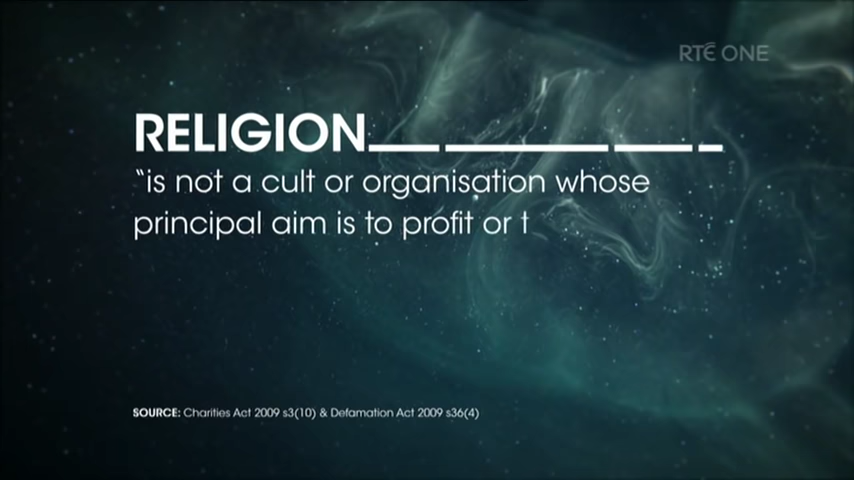 RTÉ ONE
RELIGION
“is not a cult or organisation whose
principal aim is to profit or t
SOURCE: Charities Act 2009 s3(10) & Defamation Act 2009 s36(4)